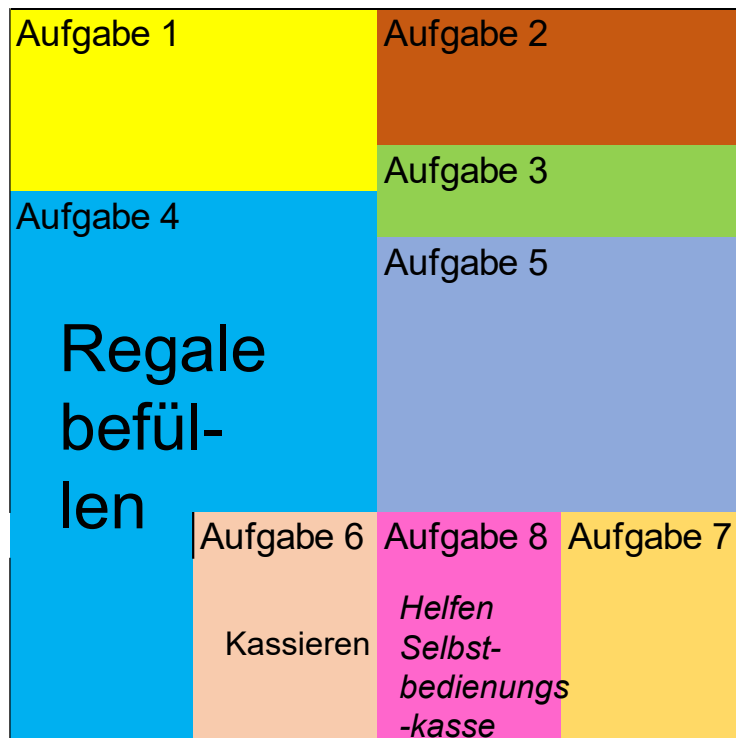 Aufgabe 1
Aufgabe 2
Aufgabe 3
Aufgabe 4
Regale
befül-
len
Aufgabe 5
Aufgabe 6
Kassieren
Aufgabe 8
Helfen
Selbst-
bedienungs
-kasse
Aufgabe 7